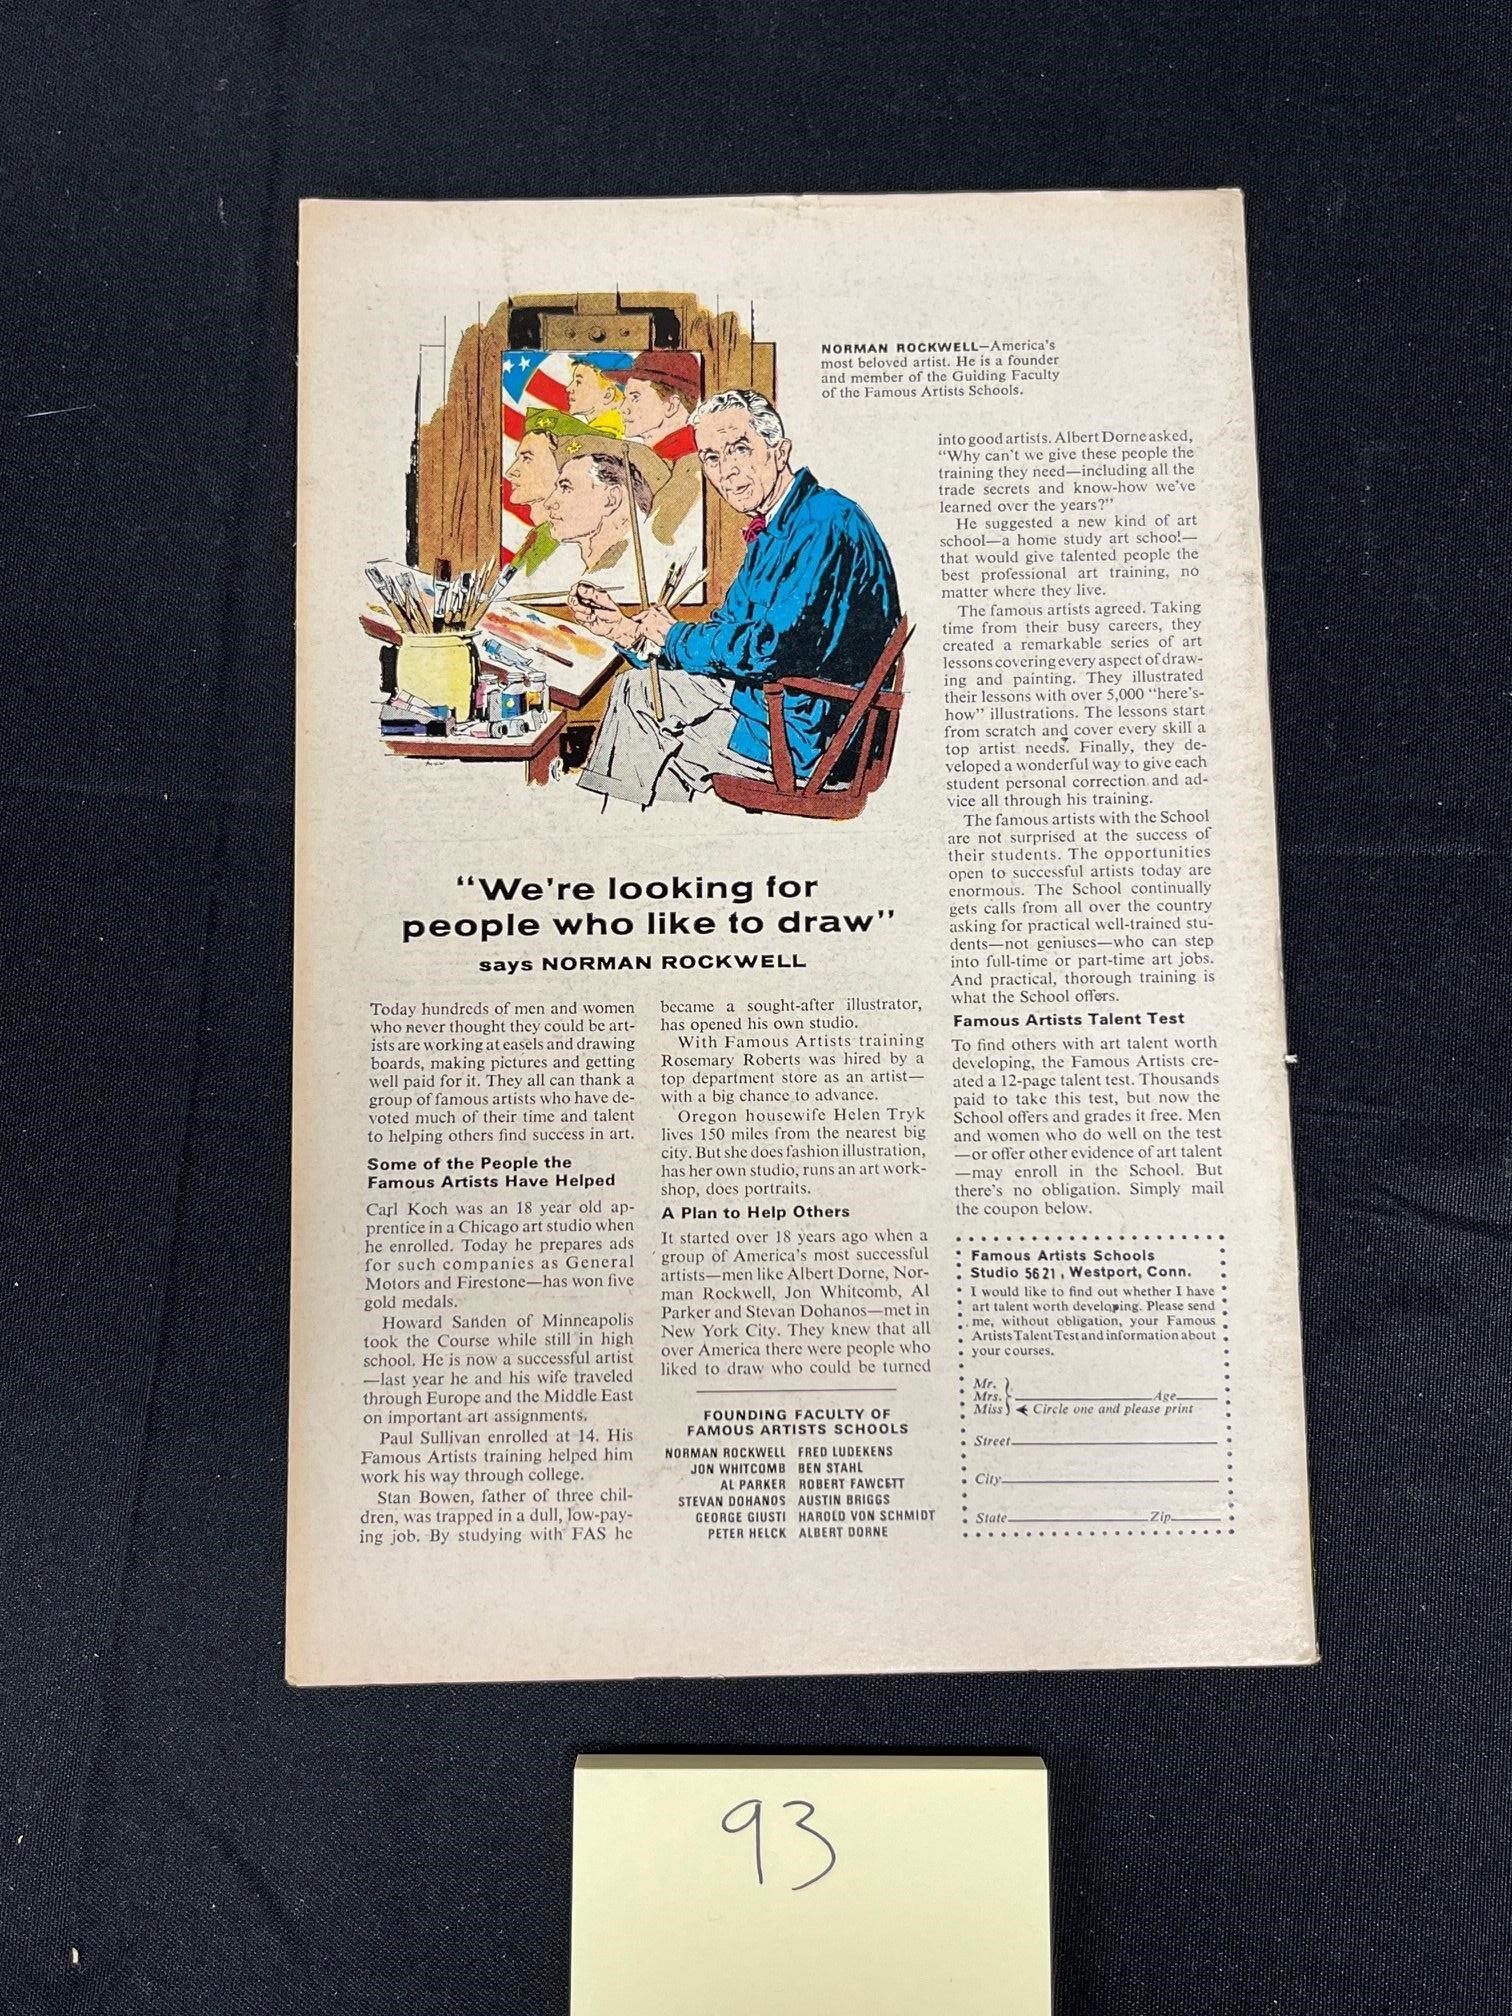 NORMAN ROCKWELL—America's
most beloved artist. He is a founder
and member of the Guiding Faculty
of the Famous Artists Schools.
"We're looking for
people who like to draw"
says NORMAN ROCKWELL
Today hundreds of men and women
who never thought they could be art-
ists are working at easels and drawing
boards, making pictures and getting
well paid for it. They all can thank a
group of famous artists who have de-
voted much of their time and talent
to helping others find success in art.
Some of the People the
Famous Artists Have Helped
Carl Koch was an 18 year old ap-
prentice in a Chicago art studio when
he enrolled. Today he prepares ads
for such companies as General
Motors and Firestone—has won five
gold medals.
Howard Sanden of Minneapolis
took the Course while still in high
school. He is now a successful artist
—last year he and his wife traveled
through Europe and the Middle East
on important art assignments.
Paul Sullivan enrolled at 14. His
Famous Artists training helped him
work his way through college.
Stan Bowen, father of three chil-
dren, was trapped in a dull, low-pay-
ing job. By studying with FAS he
became a sought-after illustrator,
has opened his own studio.
With Famous Artists training
Rosemary Roberts was hired by a
top department store as an artist—
with a big chance to advance.
Oregon housewife Helen Tryk
lives 150 miles from the nearest big
city. But she does fashion illustration,
has her own studio, runs an art work-
shop, does portraits.
A Plan to Help Others
It started over 18 years ago when a
group of America's most successful
artists—men like Albert Dorne, Nor-
man Rockwell, Jon Whitcomb, Al
Parker and Stevan Dohanos—met in
New York City. They knew that all
over America there were people who
liked to draw who could be turned
FOUNDING FACULTY OF
FAMOUS ARTISTS SCHOOLS
NORMAN ROCKWELL FRED LUDEKENS
JON WHITCOMB BEN STAHL
AL PARKER ROBERT FAWCETT
STEVAN DOHANOS AUSTIN BRIGGS
GEORGE GIUSTI HAROLD VON SCHMIDT
PETER HELCK ALBERT DORNE
into good artists. Albert Dorne asked,
"Why can't we give these people the
training they need—including all the
trade secrets and know-how we've
learned over the years?"
He suggested a new kind of art
school—a home study art school—
that would give talented people the
best professional art training, no
matter where they live.
The famous artists agreed. Taking
time from their busy careers, they
created a remarkable series of art
lessons covering every aspect of draw-
ing and painting. They illustrated
their lessons with over 5,000 "here's-
how" illustrations. The lessons start
from scratch and cover every skill a
top artist needs. Finally, they de-
veloped a wonderful way to give each
student personal correction and ad-
vice all through his training.
The famous artists with the School
are not surprised at the success of
their students. The opportunities
open to successful artists today are
enormous. The School continually
gets calls from all over the country
asking for practical well-trained stu-
dents—not geniuses—who can step
into full-time or part-time art jobs.
And practical, thorough training is
what the School offers.
Famous Artists Talent Test
To find others with art talent worth
developing, the Famous Artists cre-
ated a 12-page talent test. Thousands
paid to take this test, but now the
School offers and grades it free. Men
and women who do well on the test
—or offer other evidence of art talent
—may enroll in the School. But
there's no obligation. Simply mail
the coupon below.
Famous Artists Schools
Studio 5621, Westport, Conn.
I would like to find out whether I have
art talent worth developing. Please send
me, without obligation, your Famous
Artists Talent Test and information about
your courses.
Mr.
Mrs. Age
Miss Circle one and please print
Street
City
State Zip
93